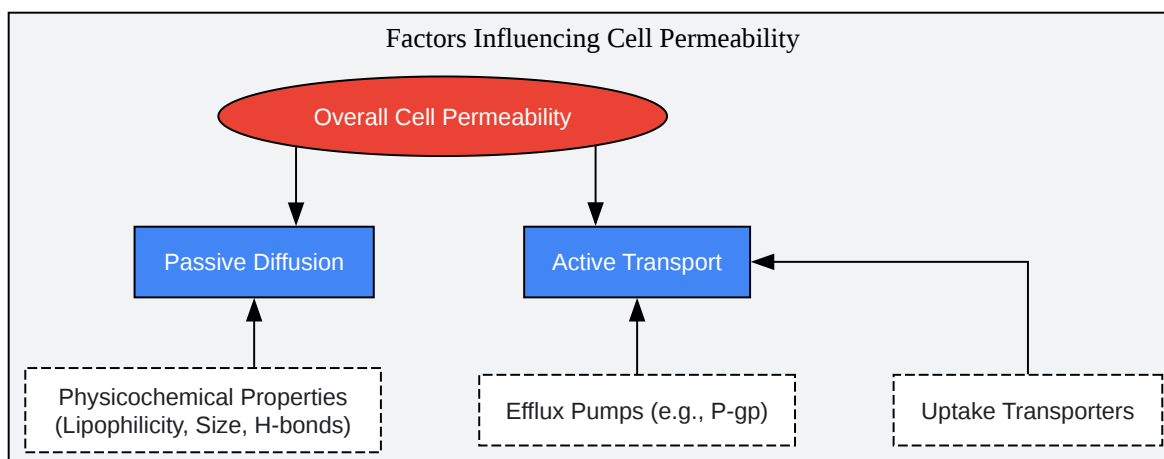 Factors Influencing Cell Permeability
Overall Cell Permeability
Passive Diffusion
Active Transport
Physicochemical Properties
(Lipophilicity, Size, H-bonds)
Efflux Pumps (e.g., P-gp)
Uptake Transporters